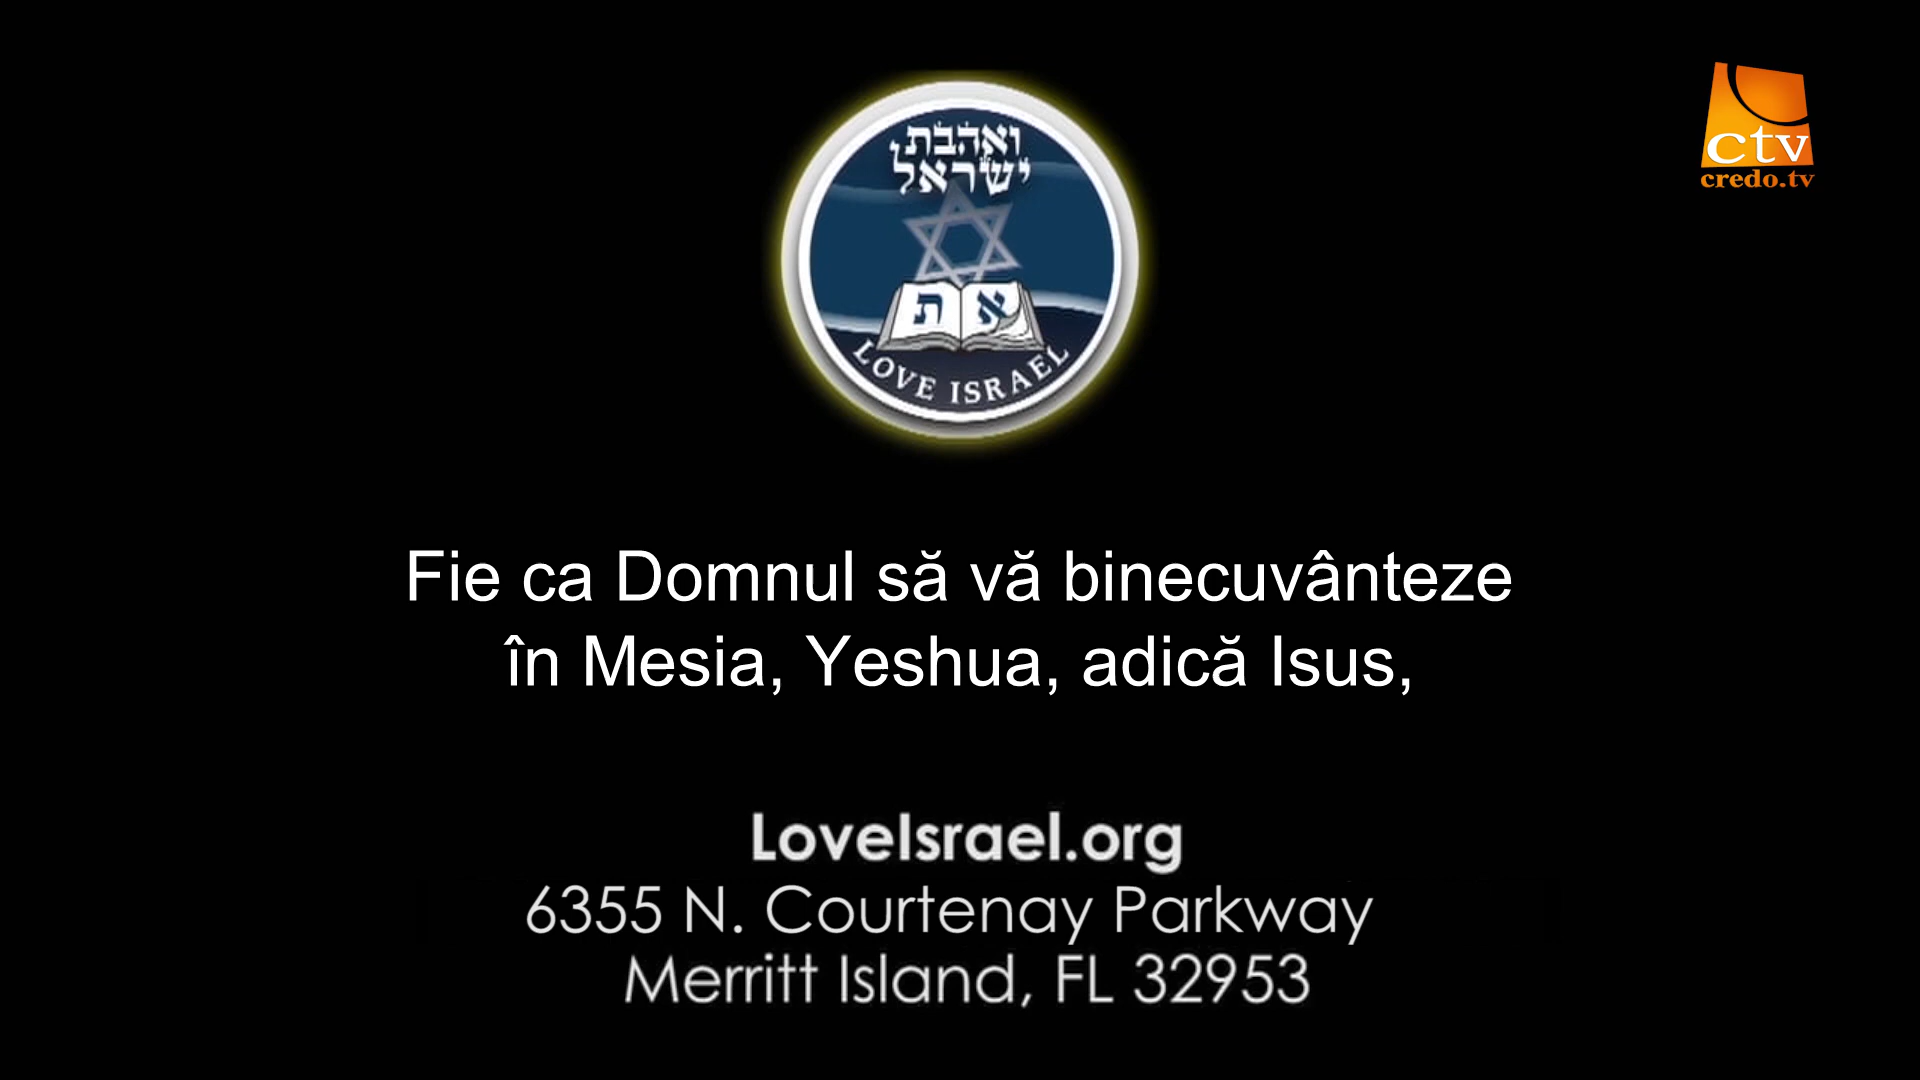 ואהבת
ישראל
ת א
LOVE ISRAEL
ctv
credo.tv
Fie ca Domnul să vă binecuvânteze
în Mesia, Yeshua, adică Isus,
LoveIsrael.org
6355 N. Courtenay Parkway
Merritt Island, FL 32953